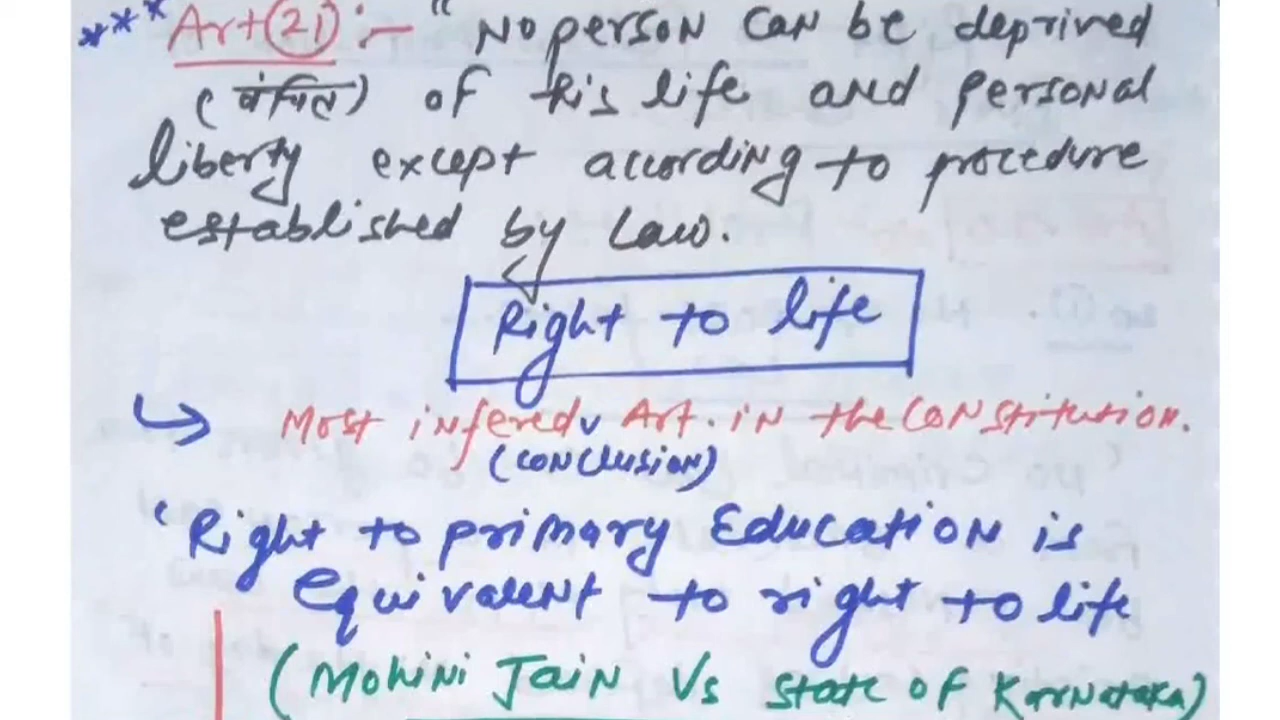 *** Art(21) :- "No person can be deprived
(वंचित) of his life and personal
liberty except according to procedure
established by Law.
Right to life
↳ Most infered Art. in the Constitution.
(conclusion)
'Right to primary Education is
Equivalent to right to life
(Mohini Jain Vs State of Karnataka)